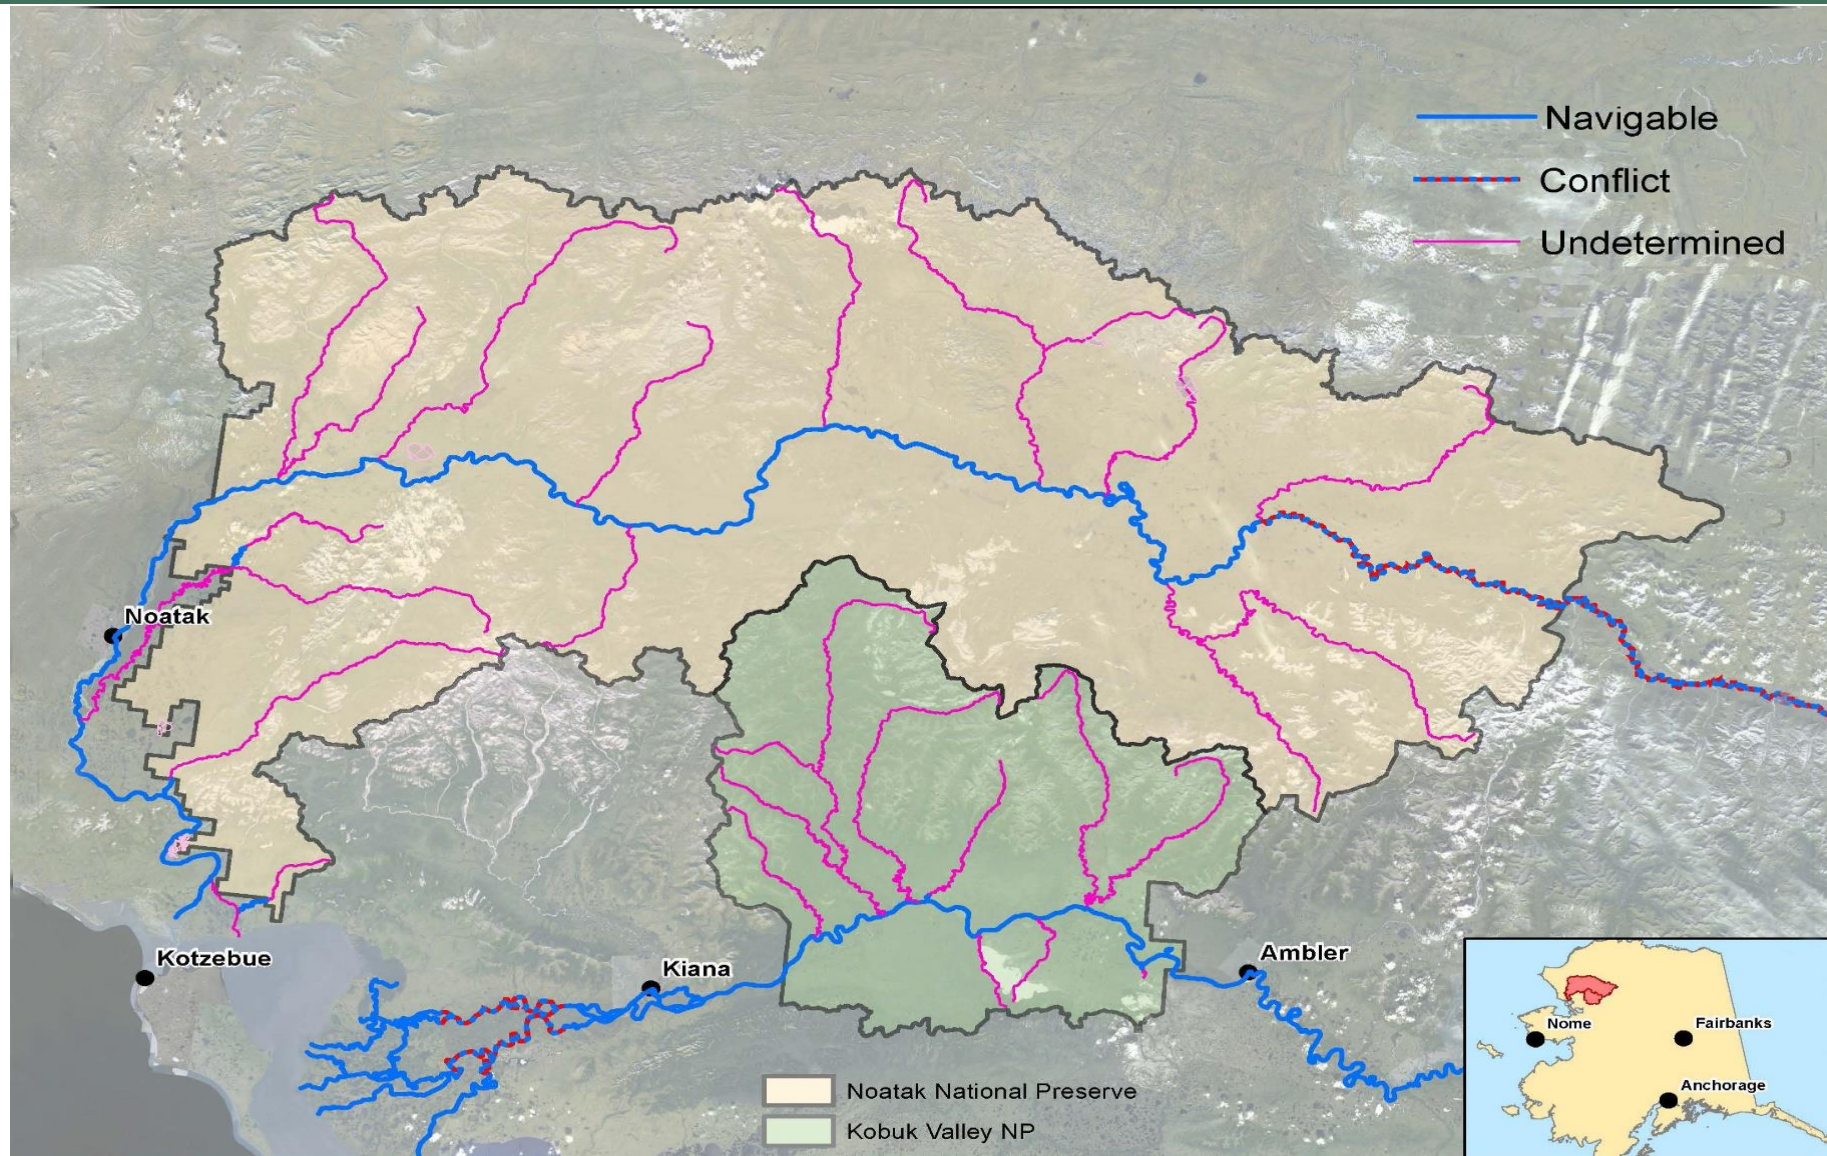 Navigable
Conflict
Undetermined
Noatak
Kotzebue
Kiana
Ambler
Noatak National Preserve
Kobuk Valley NP
Nome
Fairbanks
Anchorage